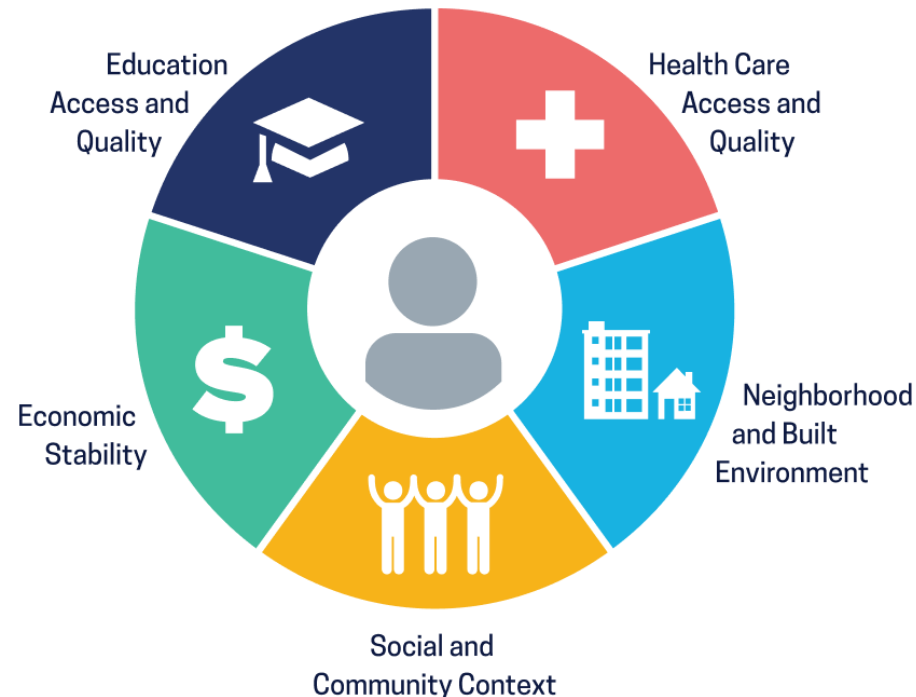 Education
Access and
Quality
Health Care
Access and
Quality
Economic
Stability
Neighborhood
and Built
Environment
Social and
Community Context